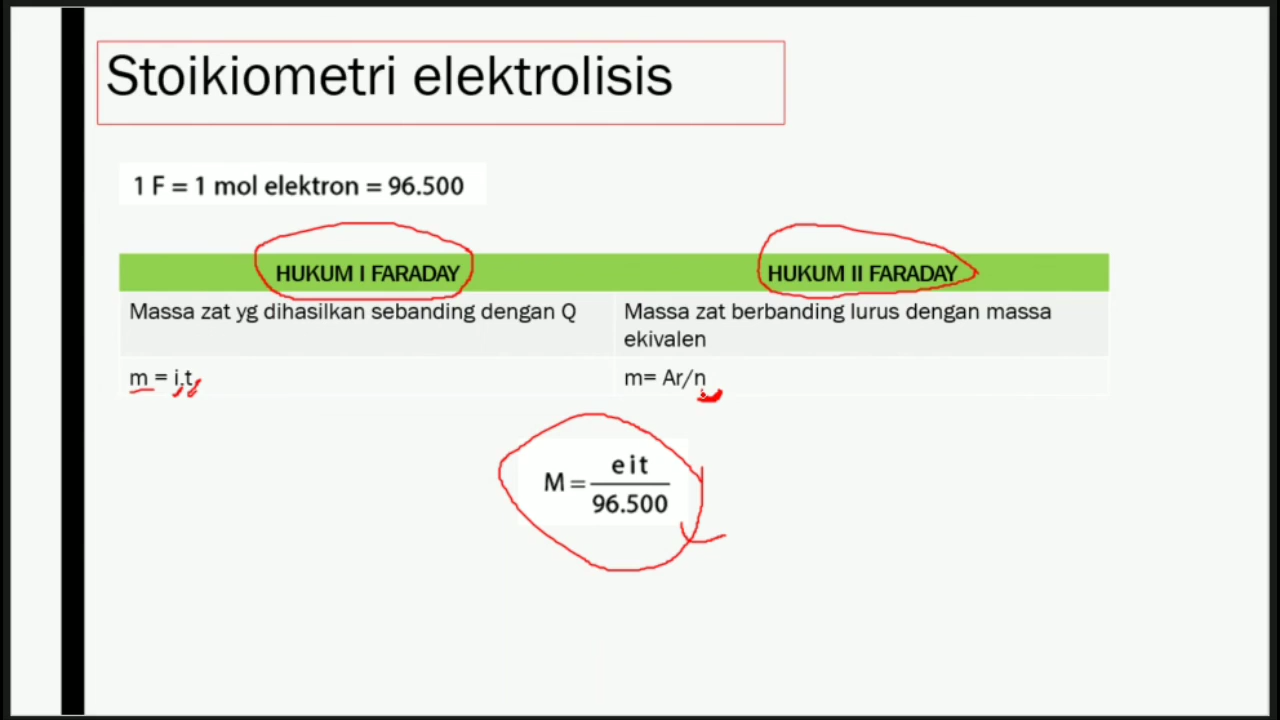 Stoikiometri elektrolisis
1 F = 1 mol elektron = 96.500
HUKUM I FARADAY
HUKUM II FARADAY
Massa zat yg dihasilkan sebanding dengan Q
Massa zat berbanding lurus dengan massa
ekivalen
m = i.t
m= Ar/n
M = e i t
96.500